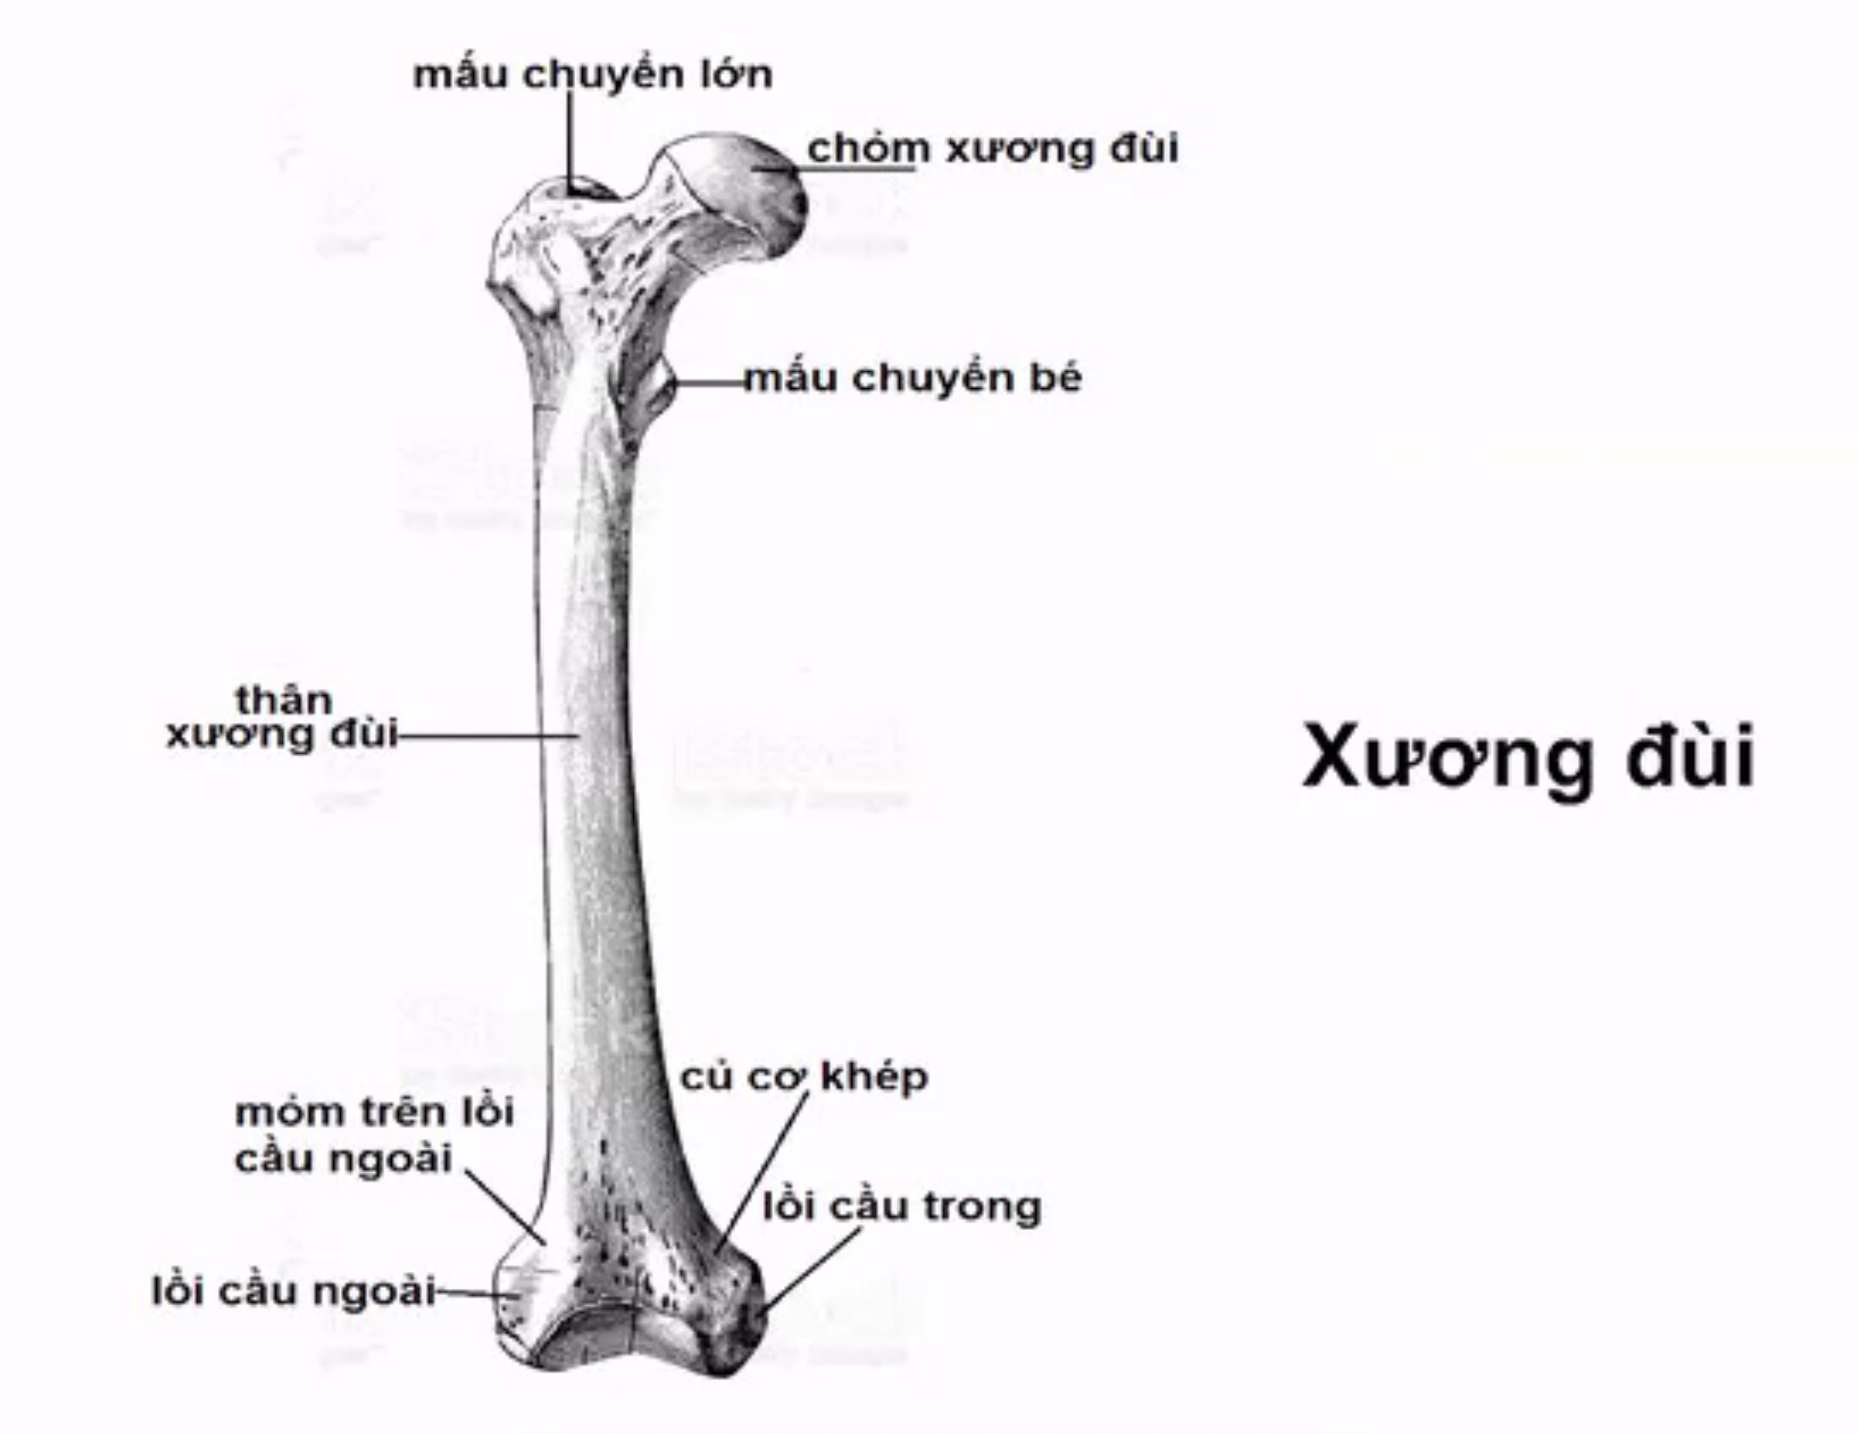 mấu chuyển lớn
chỏm xương đùi
mấu chuyển bé
thân
xương đùi
Xương đùi
củ cơ khép
mỏm trên lồi
cầu ngoài
lồi cầu trong
lồi cầu ngoài